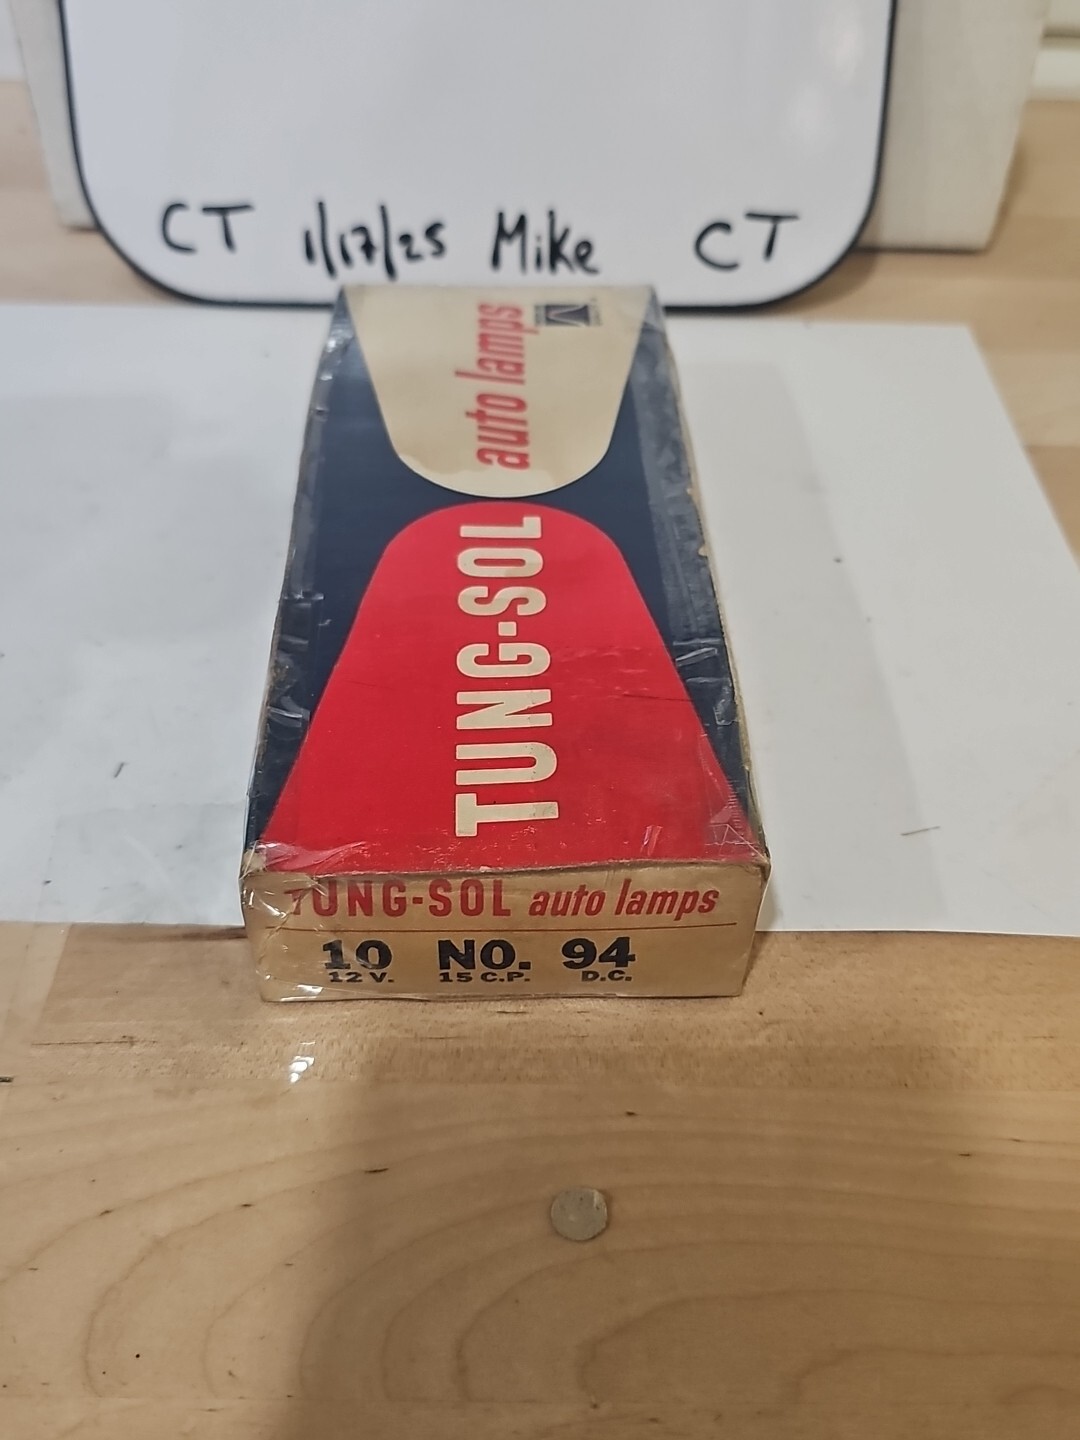 CT 1/17/25 Mike CT
auto lamps
TUNG-SOL
TUNG-SOL auto lamps
10 NO. 94
12 V. 15 C.P. D.C.